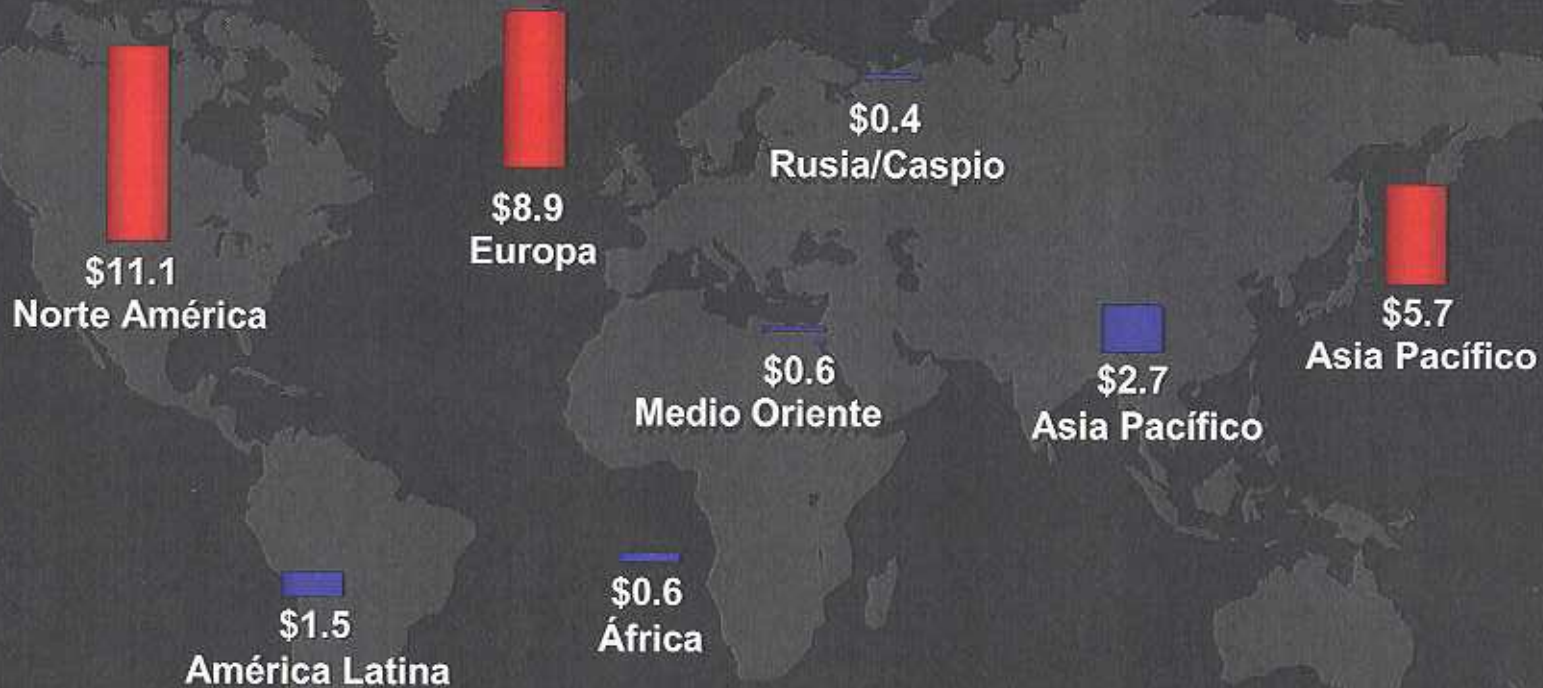 $0.4
Rusia/Caspio
$8.9
Europa
$11.1
Norte América
$5.7
Asia Pacífico
$0.6
Medio Oriente
$2.7
Asia Pacífico
$0.6
África
$1.5
América Latina